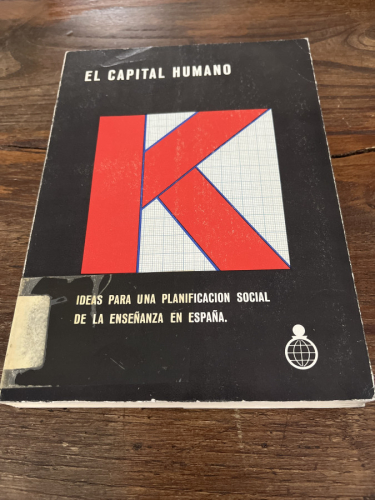 EL CAPITAL HUMANO
K
IDEAS PARA UNA PLANIFICACION SOCIAL
DE LA ENSEÑANZA EN ESPAÑA.